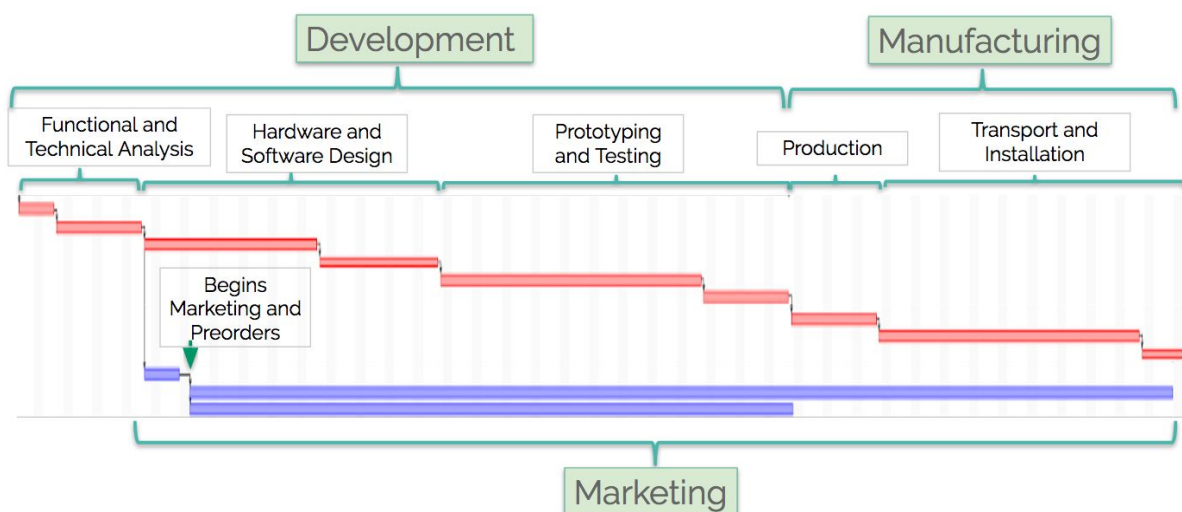 Development
Manufacturing
Functional and
Technical Analysis
Hardware and
Software Design
Prototyping
and Testing
Production
Transport and
Installation
Begins
Marketing and
Preorders
Marketing